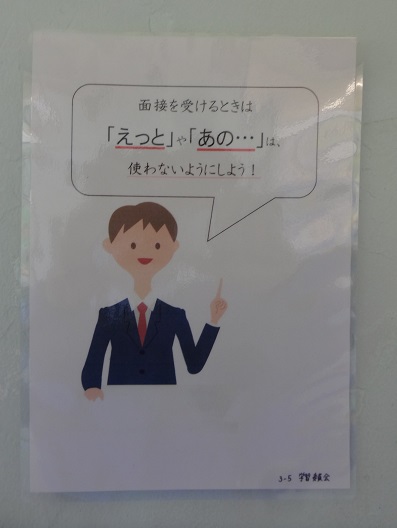 面接を受けるときは
「えっと」や「あの…」は、
使わないようにしよう！
3-5